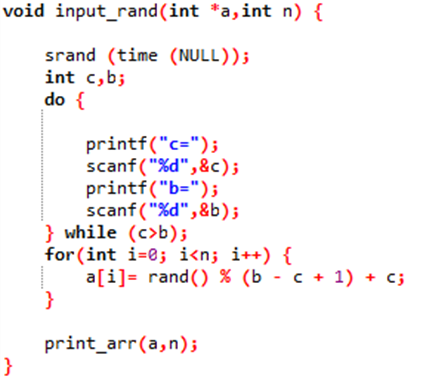 void input_rand(int *a,int n) {
srand (time (NULL));
int c,b;
do {
printf("c=");
scanf("%d",&c);
printf("b=");
scanf("%d",&b);
} while (c>b);
for(int i=0; i<n; i++) {
a[i]= rand() % (b - c + 1) + c;
}
print_arr(a,n);
}